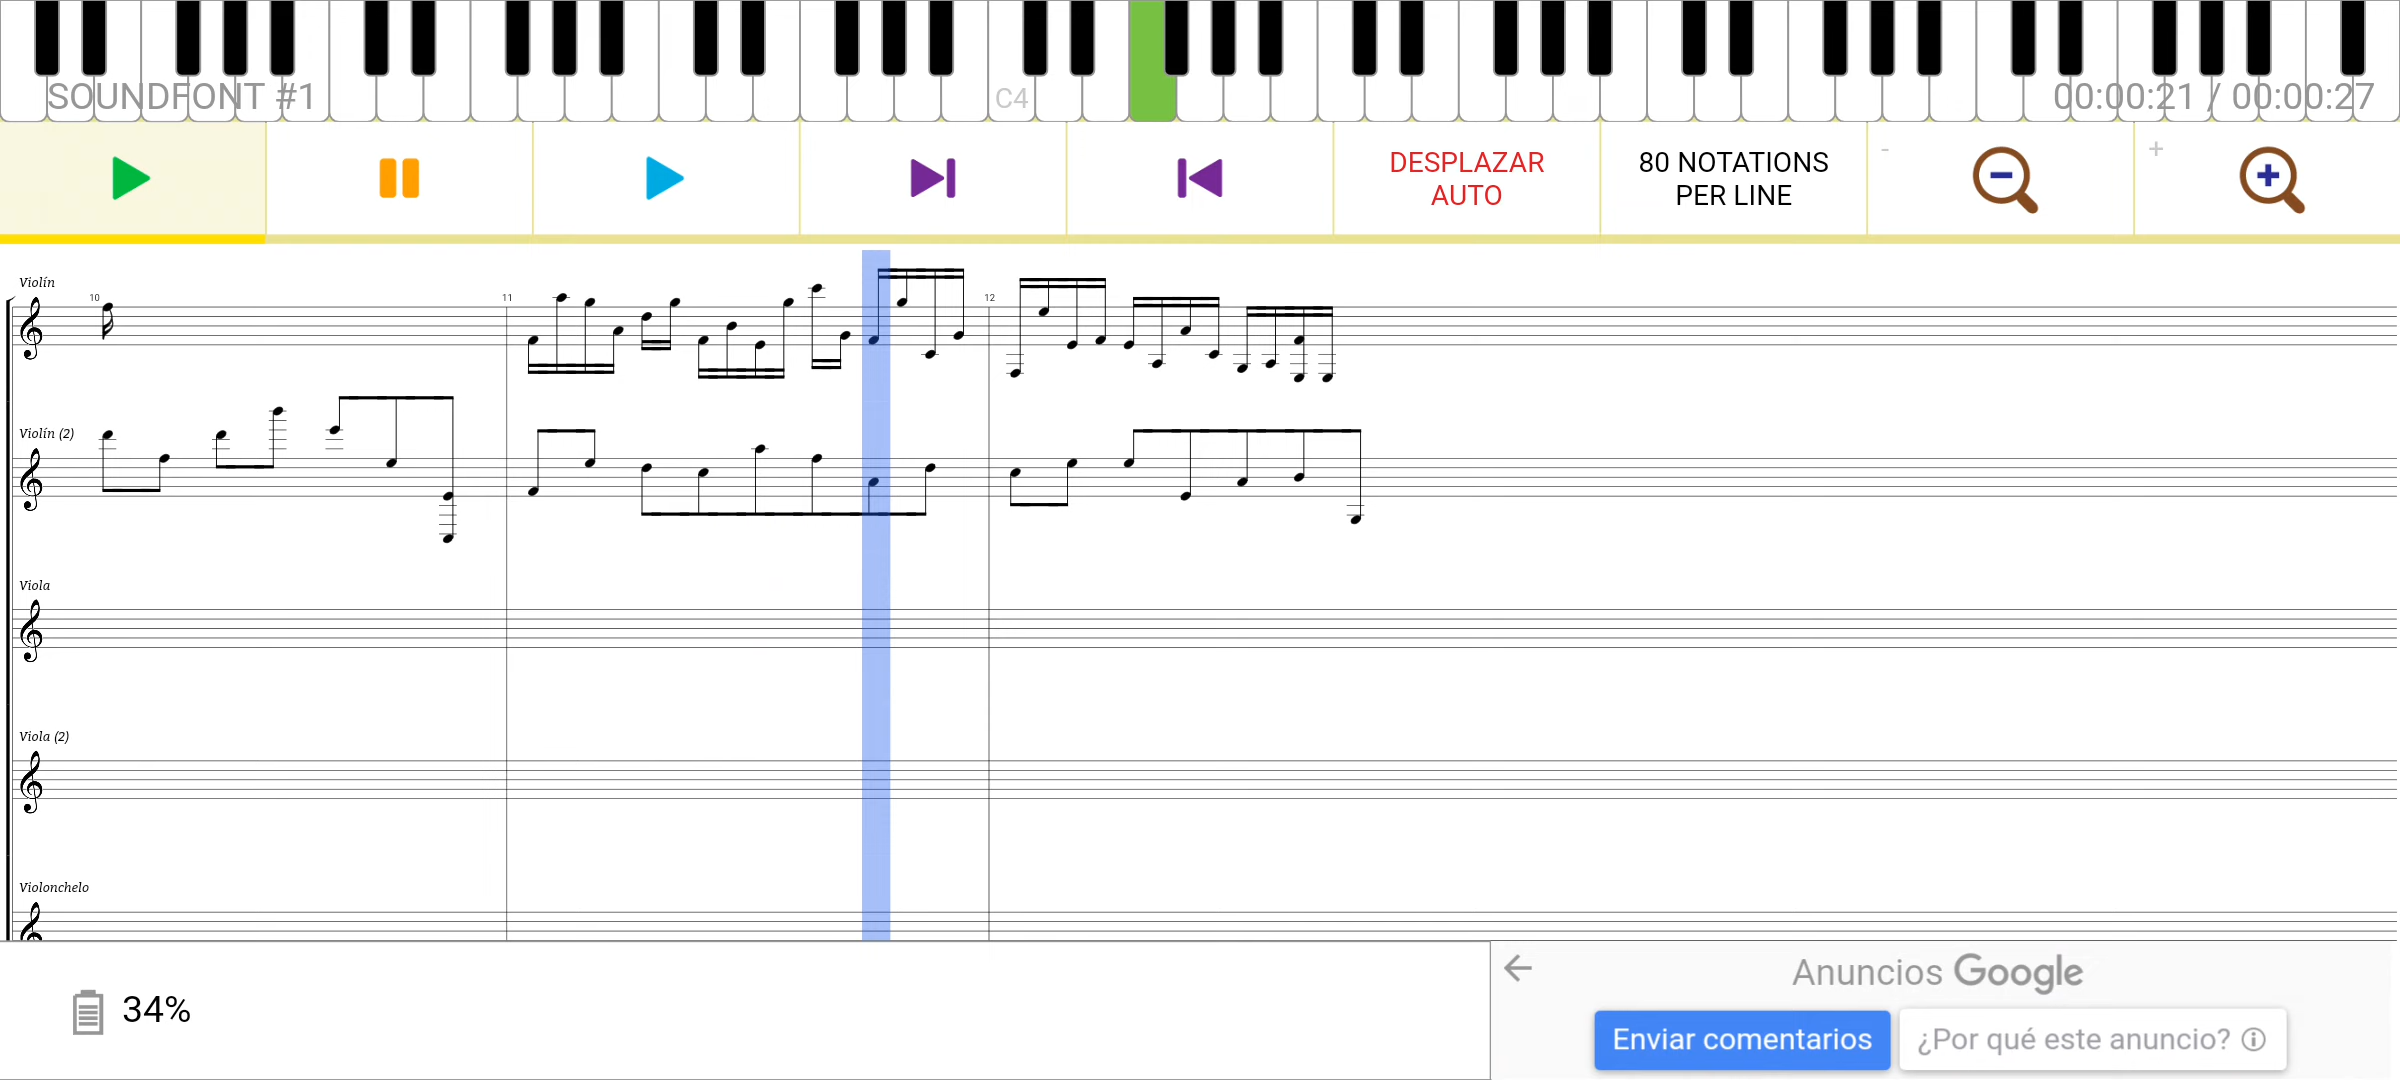 SOUNDFONT #1
C4
00:00:21 / 00:00:27
DESPLAZAR
AUTO
80 NOTATIONS
PER LINE
-
+
Violín
10
11
12
Violín (2)
Viola
Viola (2)
Violonchelo
34%
Anuncios Google
Enviar comentarios
¿Por qué este anuncio?